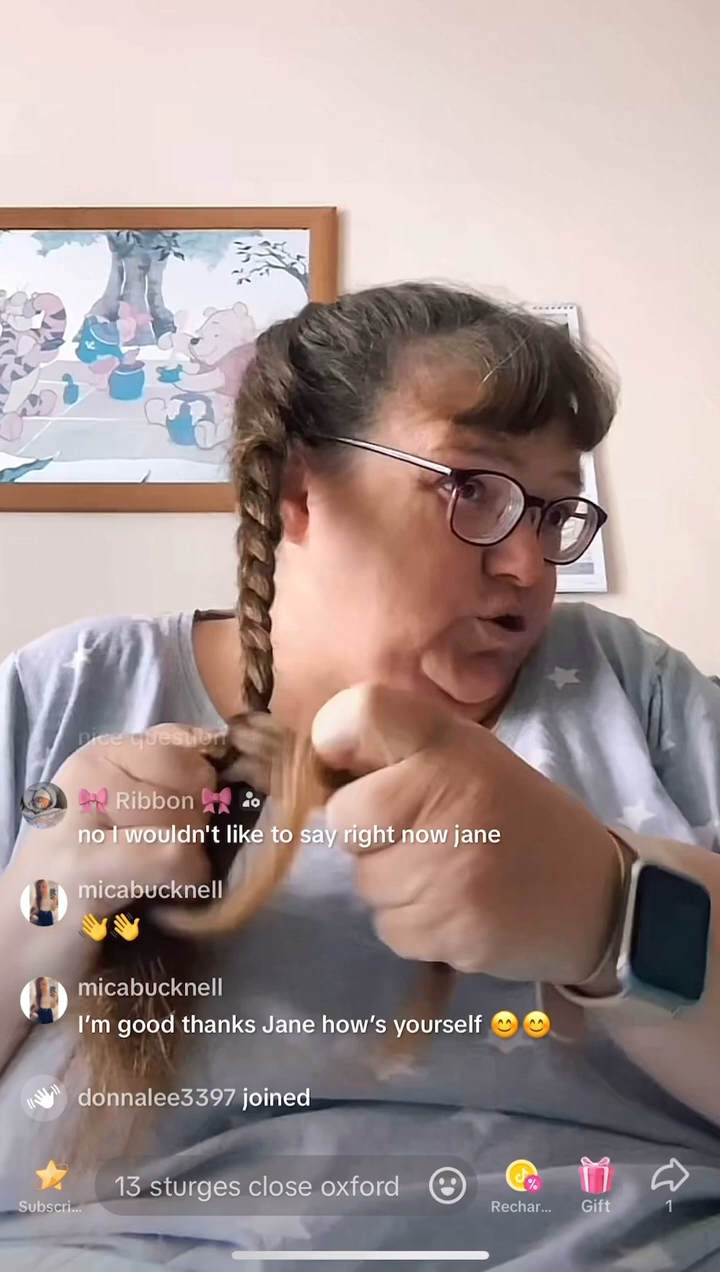 nice question
🎀 Ribbon 🎀
no I wouldn't like to say right now jane
micabucknell
👋👋
micabucknell
I'm good thanks Jane how's yourself 😊😊
donnalee3397 joined
13 sturges close oxford
Subscri...
Rechar...
Gift
1